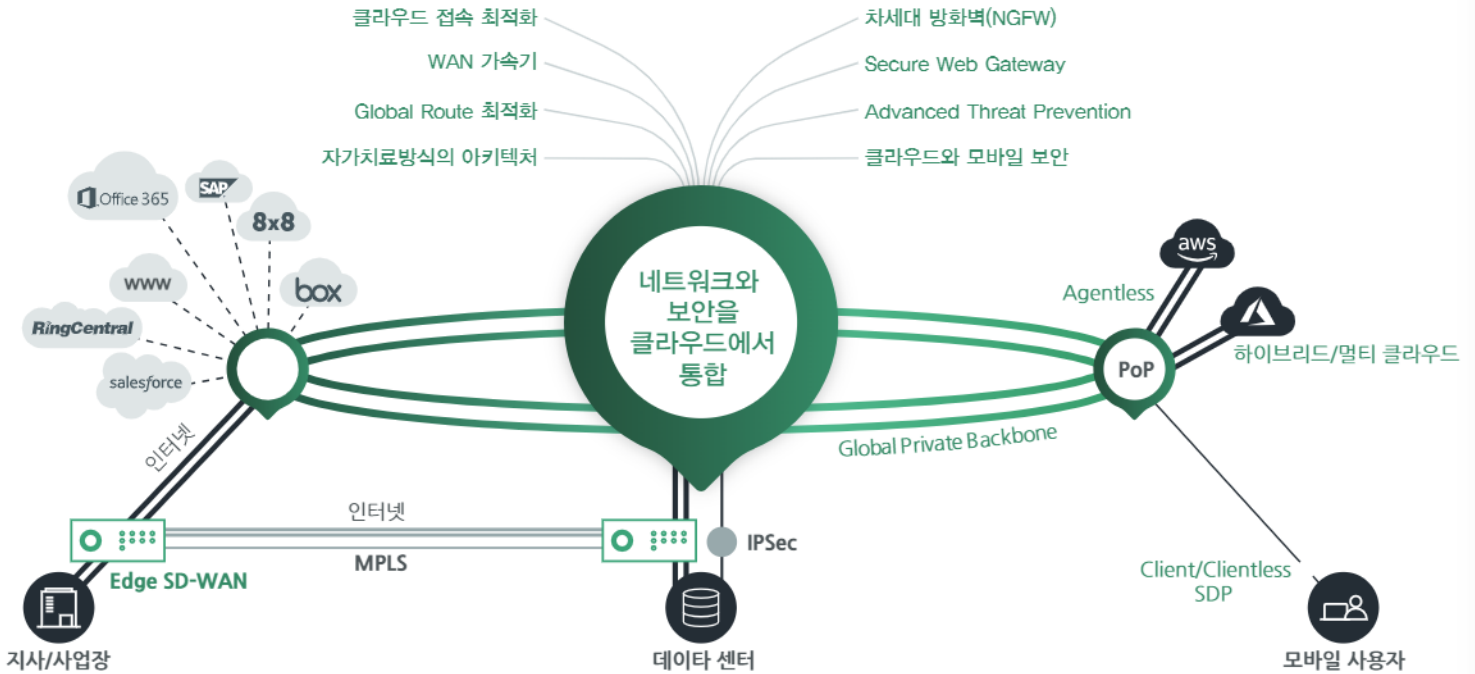 클라우드 접속 최적화
WAN 가속기
Global Route 최적화
자가치료방식의 아키텍처
차세대 방화벽(NGFW)
Secure Web Gateway
Advanced Threat Prevention
클라우드와 모바일 보안
Office 365
SAP
8x8
www
box
RingCentral
salesforce
네트워크와
보안을
클라우드에서
통합
aws
Agentless
하이브리드/멀티 클라우드
PoP
Global Private Backbone
인터넷
인터넷
MPLS
IPSec
Edge SD-WAN
Client/Clientless
SDP
지사/사업장
데이타 센터
모바일 사용자